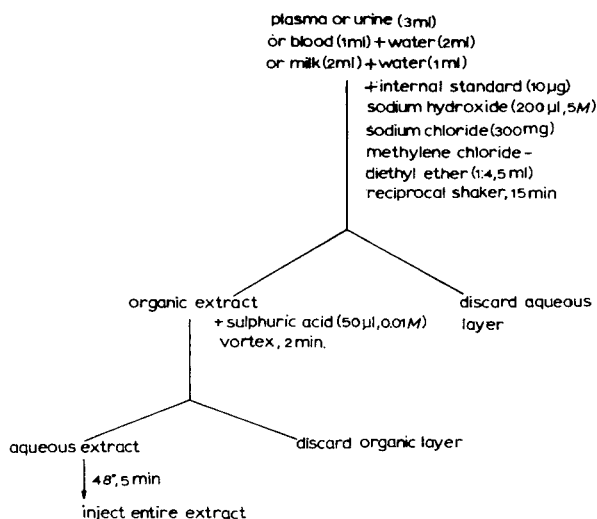 plasma or urine (3ml)
or blood (1ml) + water (2ml)
or milk (2ml) + water (1ml)
+internal standard (10µg)
sodium hydroxide (200µl, 5M)
sodium chloride (300mg)
methylene chloride -
diethyl ether (1:4, 5 ml)
reciprocal shaker, 15 min
organic extract
discard aqueous
layer
+ sulphuric acid (50µl, 0.01M)
vortex, 2 min.
aqueous extract
discard organic layer
48°, 5 min
inject entire extract